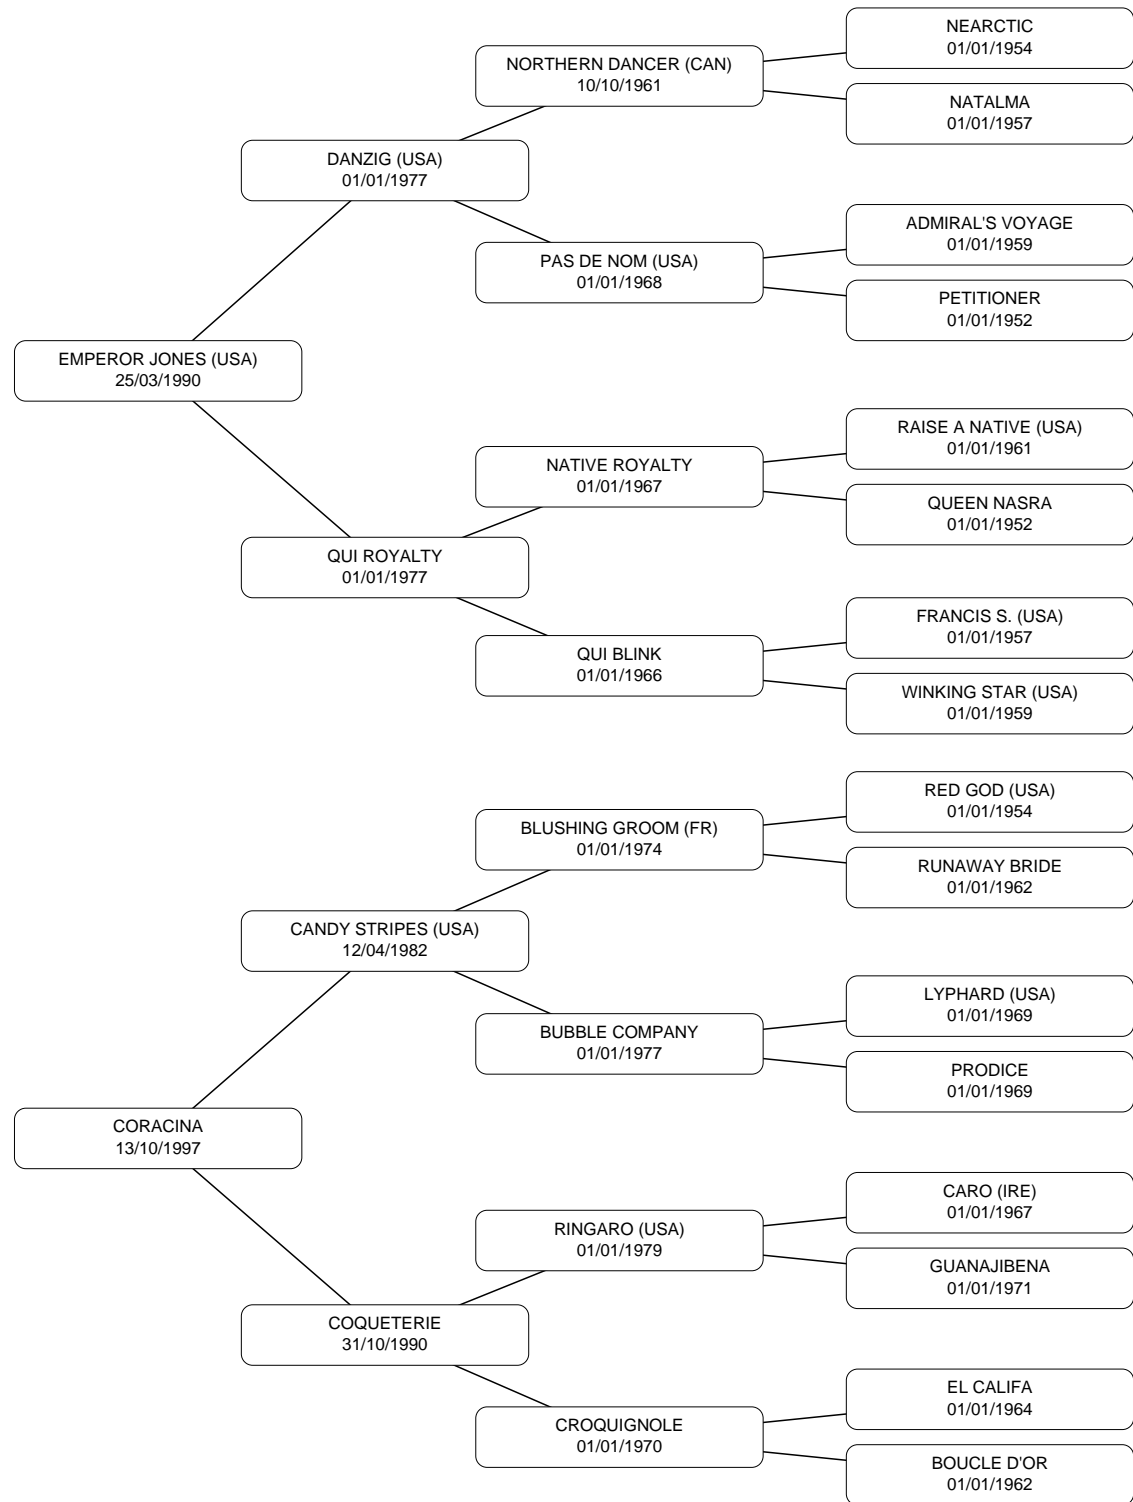 NEARCTIC
01/01/1954
NORTHERN DANCER (CAN)
10/10/1961
NATALMA
01/01/1957
DANZIG (USA)
01/01/1977
ADMIRAL'S VOYAGE
01/01/1959
PAS DE NOM (USA)
01/01/1968
PETITIONER
01/01/1952
EMPEROR JONES (USA)
25/03/1990
RAISE A NATIVE (USA)
01/01/1961
NATIVE ROYALTY
01/01/1967
QUEEN NASRA
01/01/1952
QUI ROYALTY
01/01/1977
FRANCIS S. (USA)
01/01/1957
QUI BLINK
01/01/1966
WINKING STAR (USA)
01/01/1959
RED GOD (USA)
01/01/1954
BLUSHING GROOM (FR)
01/01/1974
RUNAWAY BRIDE
01/01/1962
CANDY STRIPES (USA)
12/04/1982
LYPHARD (USA)
01/01/1969
BUBBLE COMPANY
01/01/1977
PRODICE
01/01/1969
CORACINA
13/10/1997
CARO (IRE)
01/01/1967
RINGARO (USA)
01/01/1979
GUANAJIBENA
01/01/1971
COQUETERIE
31/10/1990
EL CALIFA
01/01/1964
CROQUIGNOLE
01/01/1970
BOUCLE D'OR
01/01/1962